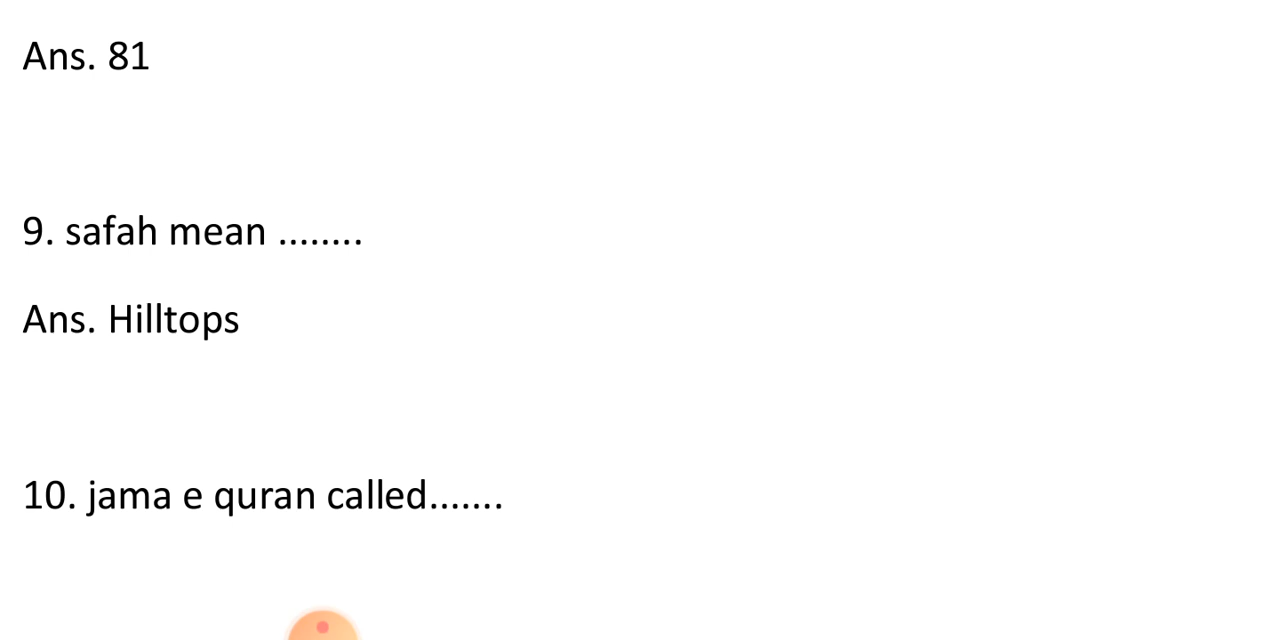 Ans. 81
9. safah mean ........
Ans. Hilltops
10. jama e quran called.......